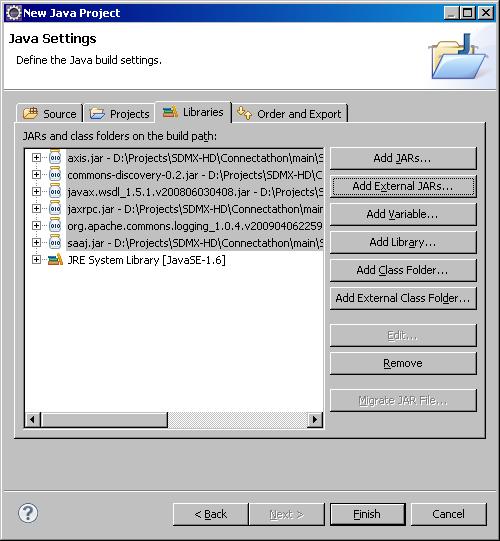 New Java Project
Java Settings
Define the Java build settings.
Source Projects Libraries Order and Export
JARs and class folders on the build path:
axis.jar - D:\Projects\SDMX-HD\Connectathon\main\S
commons-discovery-0.2.jar - D:\Projects\SDMX-HD\
javax.wsdl_1.5.1.v200806030408.jar - D:\Projects\
jaxrpc.jar - D:\Projects\SDMX-HD\Connectathon\main
org.apache.commons.logging_1.0.4.v200904062259
saaj.jar - D:\Projects\SDMX-HD\Connectathon\main\
JRE System Library [JavaSE-1.6]
Add JARs...
Add External JARs...
Add Variable...
Add Library...
Add Class Folder...
Add External Class Folder...
Edit...
Remove
Migrate JAR File...
? < Back Next > Finish Cancel